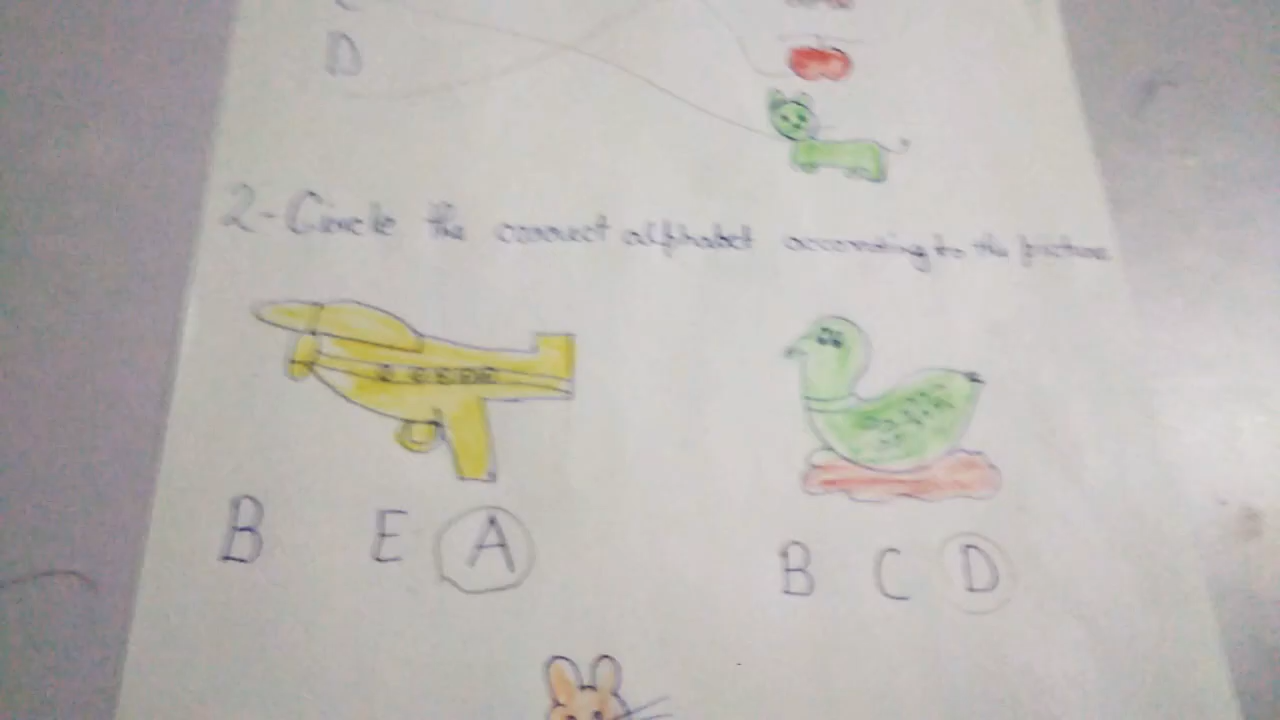 D
2-Circle the correct alphabet according to the picture
B E A
B C D